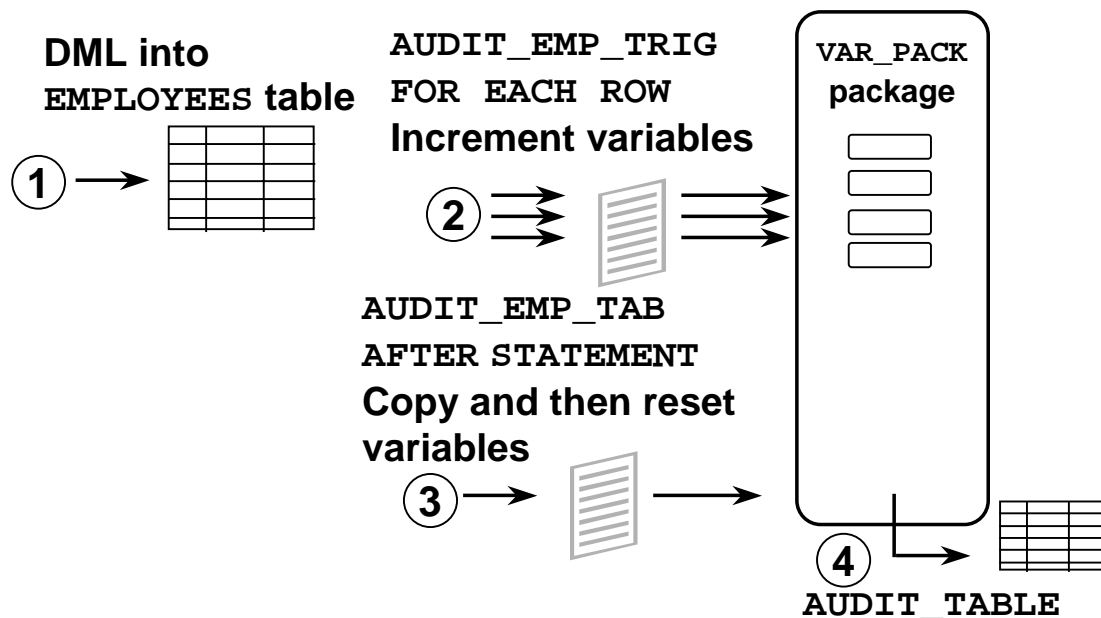 DML into
EMPLOYEES table
1
AUDIT_EMP_TRIG
FOR EACH ROW
Increment variables
2
VAR_PACK
package
AUDIT_EMP_TAB
AFTER STATEMENT
Copy and then reset
variables
3
4
AUDIT_TABLE